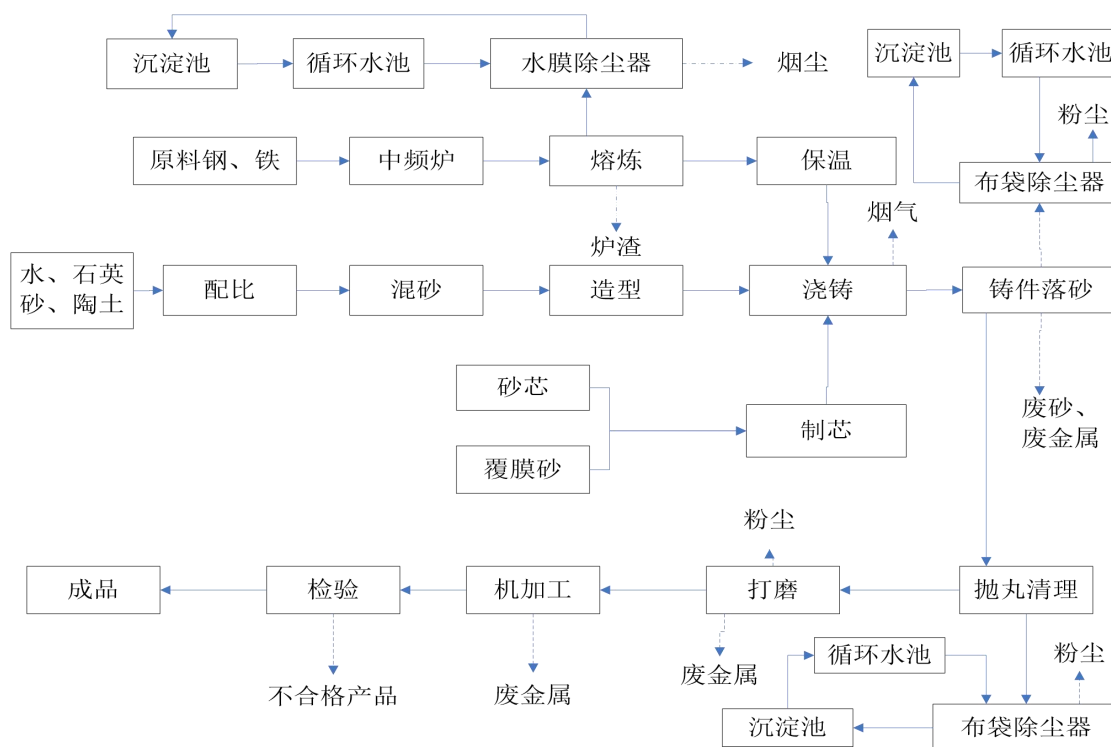 沉淀池
循环水池
水膜除尘器
烟尘
沉淀池
循环水池
粉尘
原料钢、铁
中频炉
熔炼
保温
布袋除尘器
烟气
炉渣
水、石英
砂、陶土
配比
混砂
造型
浇铸
铸件落砂
砂芯
制芯
废砂、
废金属
覆膜砂
粉尘
成品
检验
机加工
打磨
抛丸清理
循环水池
粉尘
不合格产品
废金属
废金属
沉淀池
布袋除尘器